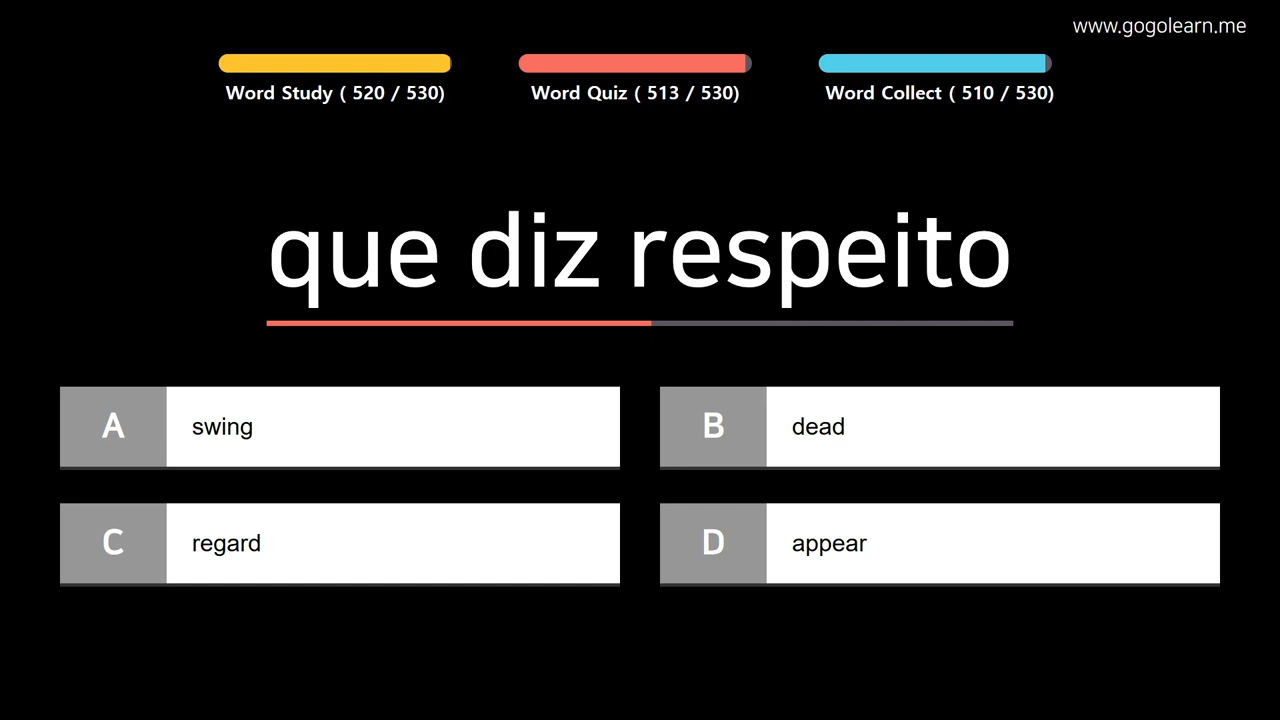 www.gogolearn.me
Word Study ( 520 / 530)
Word Quiz ( 513 / 530)
Word Collect ( 510 / 530)
que diz respeito
A swing
B dead
C regard
D appear